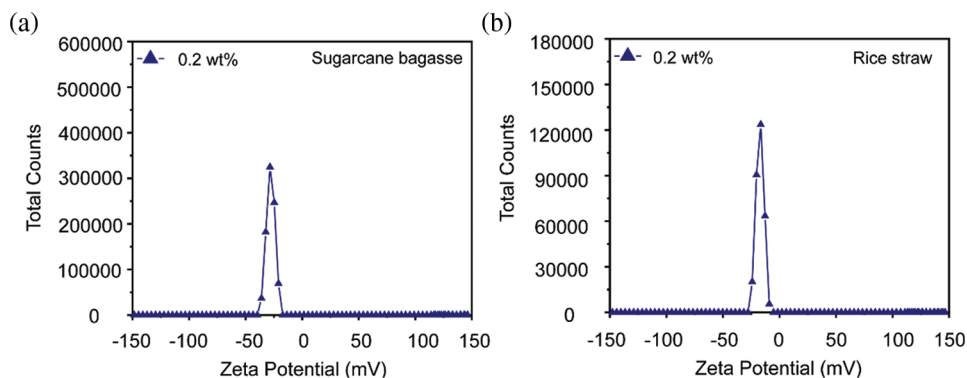 (a)
600000
500000
400000
300000
200000
100000
0
Total Counts
0.2 wt%
Sugarcane bagasse
-150 -100 -50 0 50 100 150
Zeta Potential (mV)
(b)
180000
150000
120000
90000
60000
30000
0
Total Counts
0.2 wt%
Rice straw
-150 -100 -50 0 50 100 150
Zeta Potential (mV)